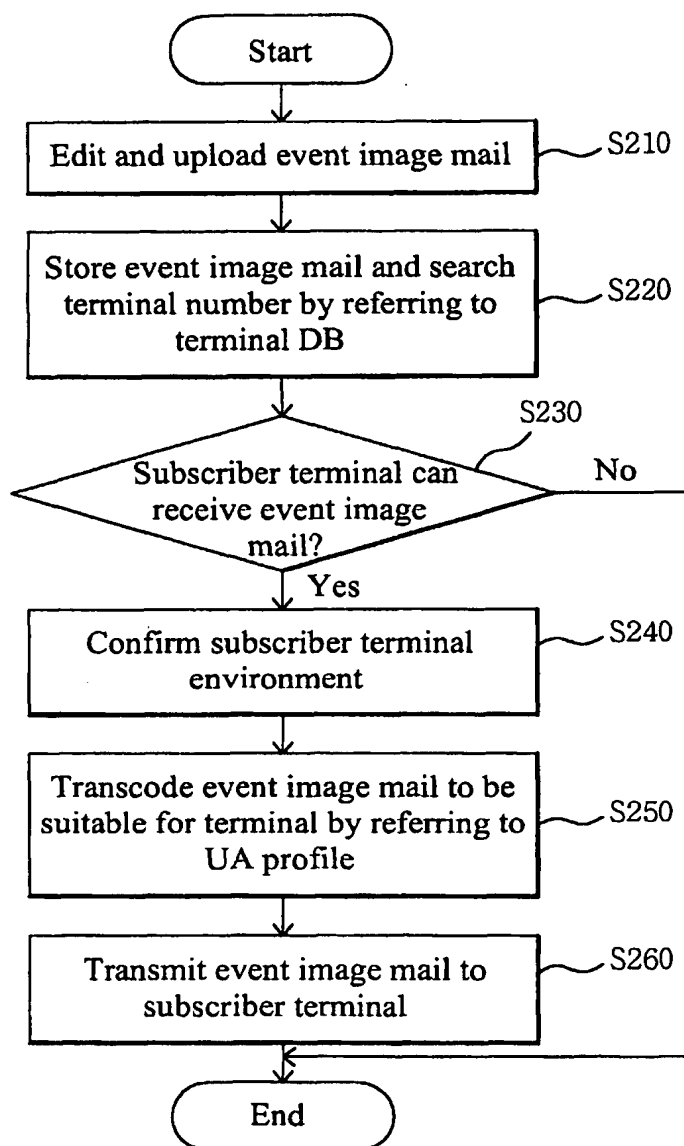 Start
Edit and upload event image mail
S210
Store event image mail and search
terminal number by referring to
terminal DB
S220
S230
Subscriber terminal can
receive event image
mail?
No
Yes
Confirm subscriber terminal
environment
S240
Transcode event image mail to be
suitable for terminal by referring to
UA profile
S250
Transmit event image mail to
subscriber terminal
S260
End